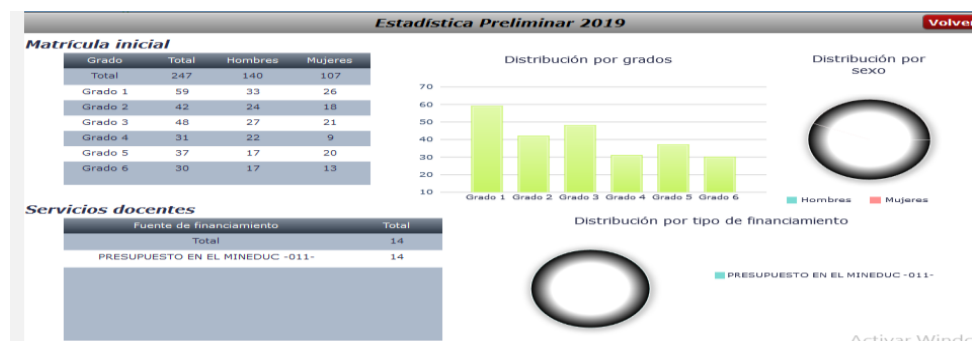 Estadística Preliminar 2019
Volver
Matrícula inicial
Grado Total Hombres Mujeres
Total 247 140 107
Grado 1 59 33 26
Grado 2 42 24 18
Grado 3 48 27 21
Grado 4 31 22 9
Grado 5 37 17 20
Grado 6 30 17 13
Distribución por grados
70
60
50
40
30
20
10
Grado 1 Grado 2 Grado 3 Grado 4 Grado 5 Grado 6
Distribución por
sexo
Hombres Mujeres
Servicios docentes
Fuente de financiamiento Total
Total 14
PRESUPUESTO EN EL MINEDUC -011- 14
Distribución por tipo de financiamiento
PRESUPUESTO EN EL MINEDUC -011-
Activar Windo